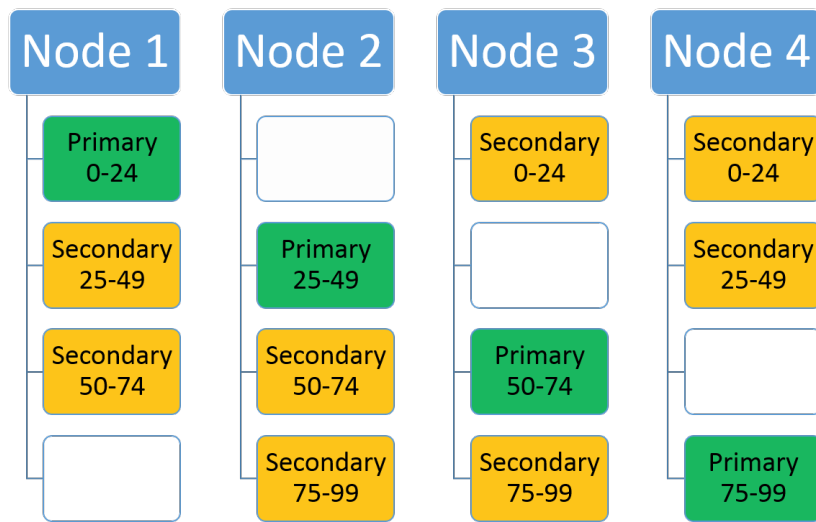 Node 1
Primary
0-24
Secondary
25-49
Secondary
50-74
Node 2
Primary
25-49
Secondary
50-74
Secondary
75-99
Node 3
Secondary
0-24
Primary
50-74
Secondary
75-99
Node 4
Secondary
0-24
Secondary
25-49
Primary
75-99